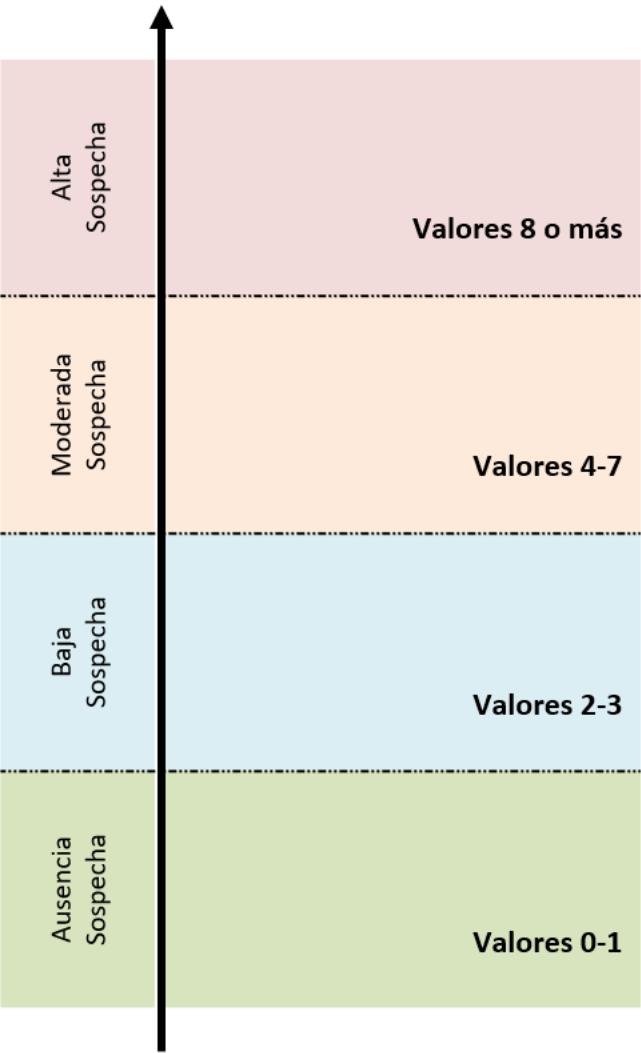 Alta
Sospecha
Valores 8 o más
Moderada
Sospecha
Valores 4-7
Baja
Sospecha
Valores 2-3
Ausencia
Sospecha
Valores 0-1